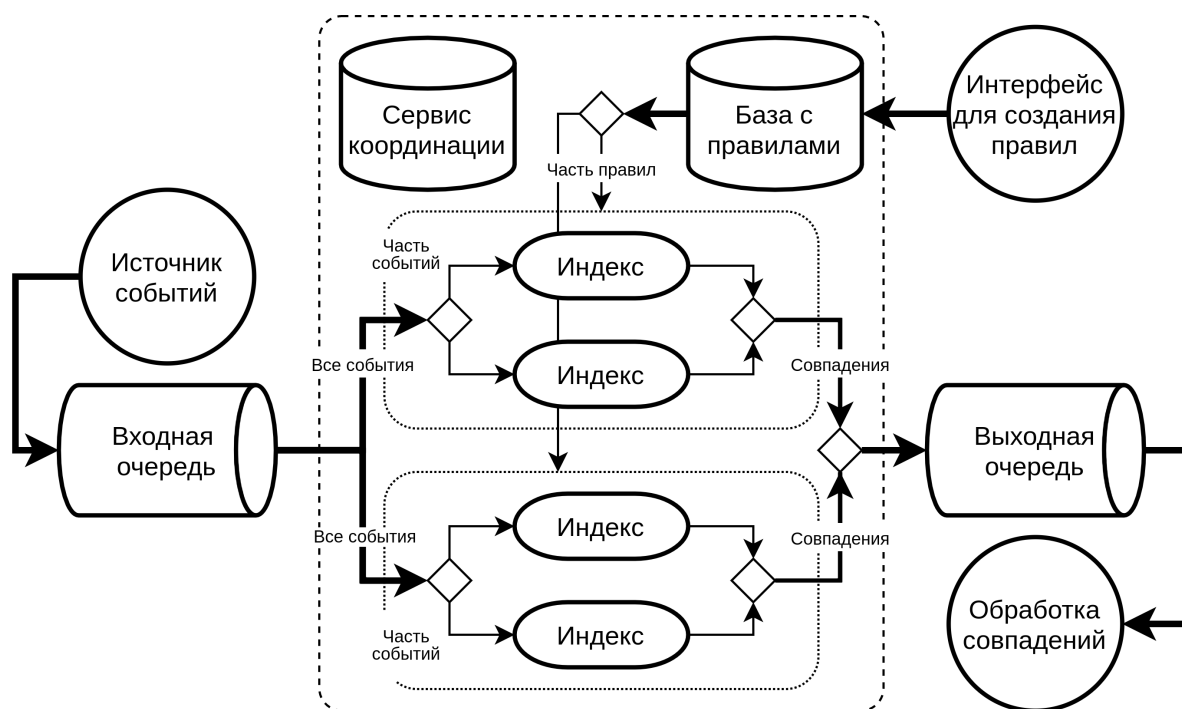 Сервис
координации
База с
правилами
Интерфейс
для создания
правил
Часть правил
Источник
событий
Часть
событий
Индекс
Все события
Индекс
Совпадения
Входная
очередь
Выходная
очередь
Все события
Индекс
Совпадения
Часть
событий
Индекс
Обработка
совпадений